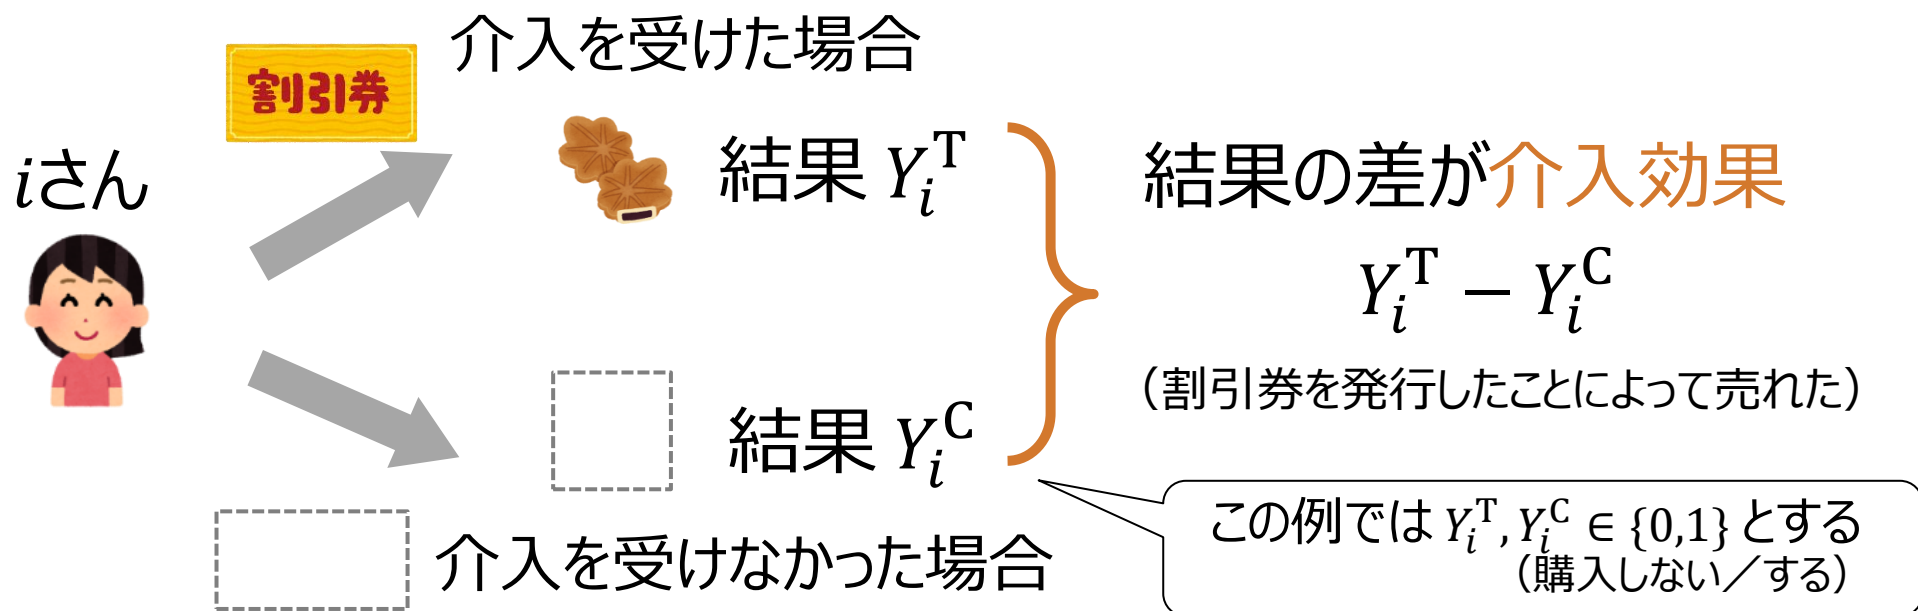 介入を受けた場合
割引券
iさん
結果 Y_i^T
結果の差が介入効果
Y_i^T − Y_i^C
（割引券を発行したことによって売れた）
結果 Y_i^C
この例では Y_i^T, Y_i^C ∈ {0,1} とする
（購入しない／する）
介入を受けなかった場合